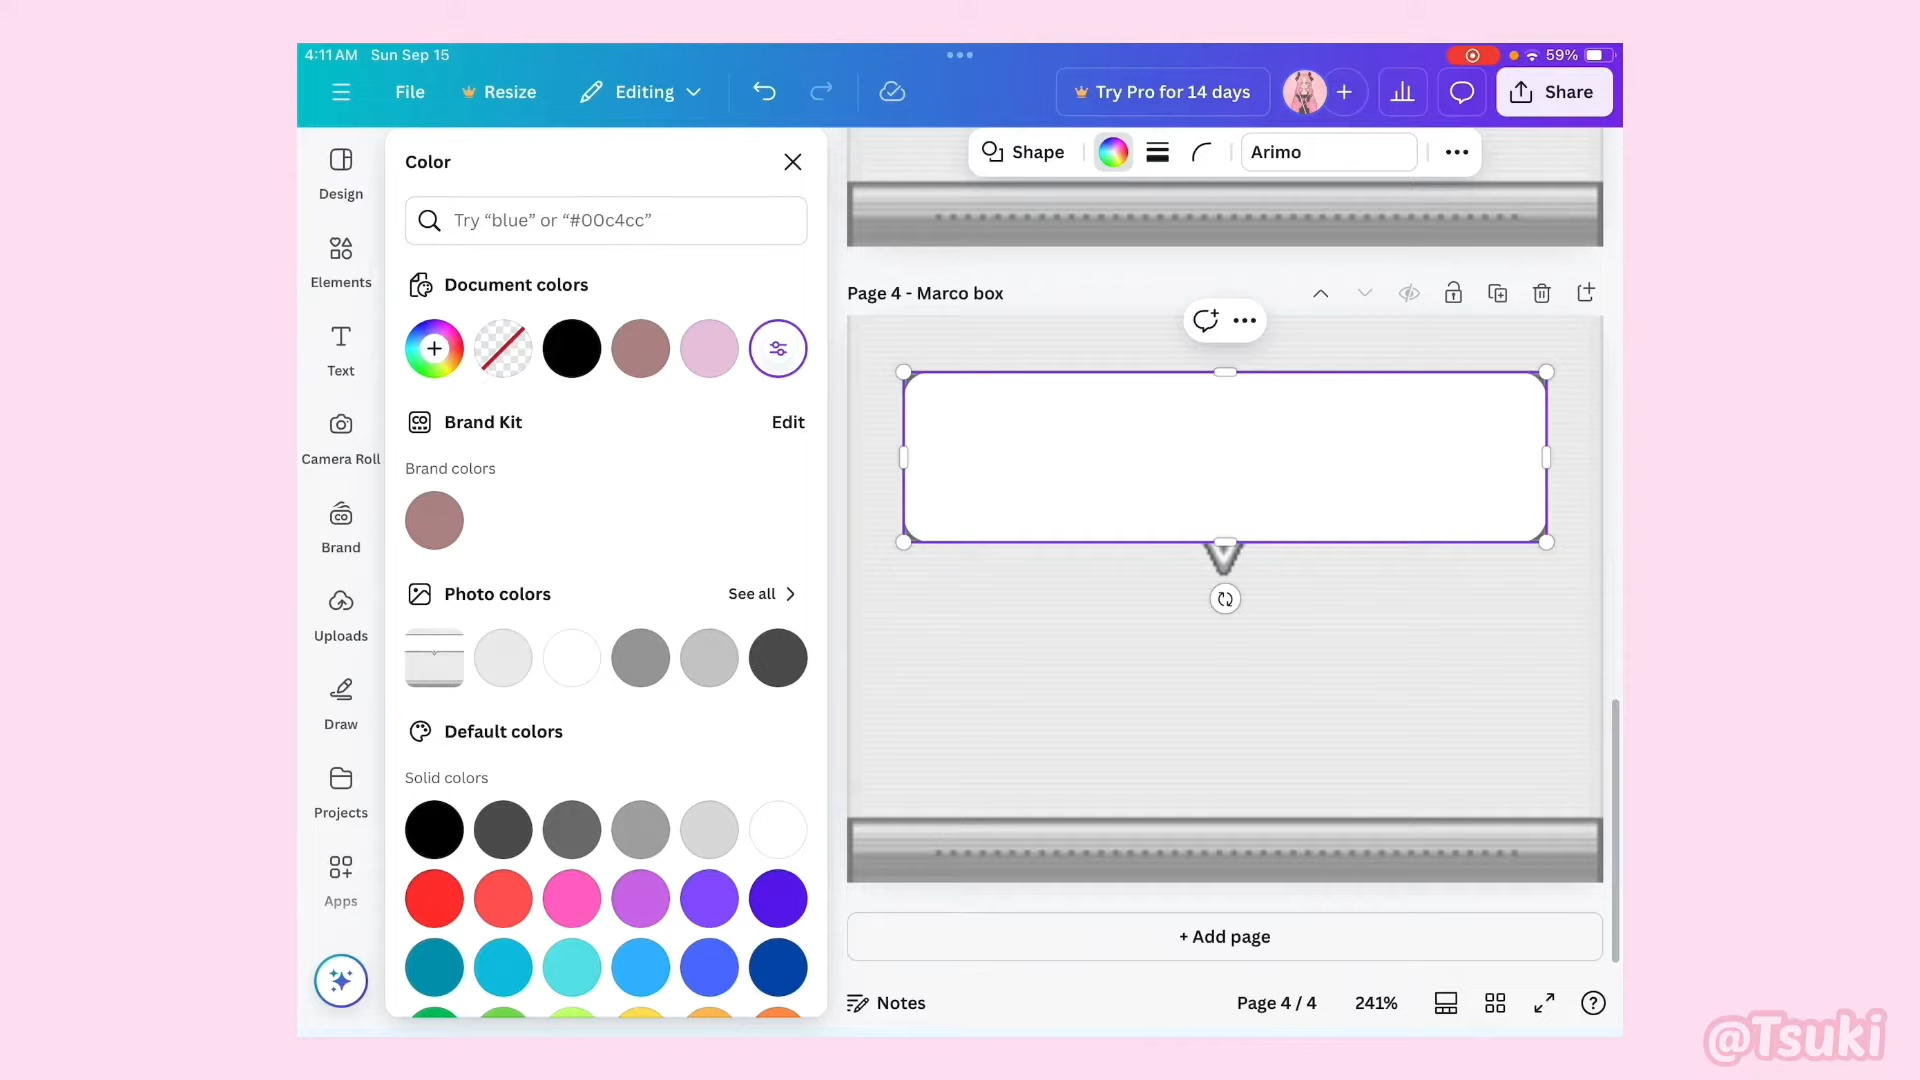 4:11 AM Sun Sep 15
59%
File
Resize
Editing
Try Pro for 14 days
Share
Design
Elements
Text
Camera Roll
Brand
Uploads
Draw
Projects
Apps
Color
Try “blue” or “#00c4cc”
Document colors
Brand Kit
Edit
Brand colors
Photo colors
See all
Default colors
Solid colors
Shape
Arimo
Page 4 - Marco box
+ Add page
Notes
Page 4 / 4
241%
@Tsuki